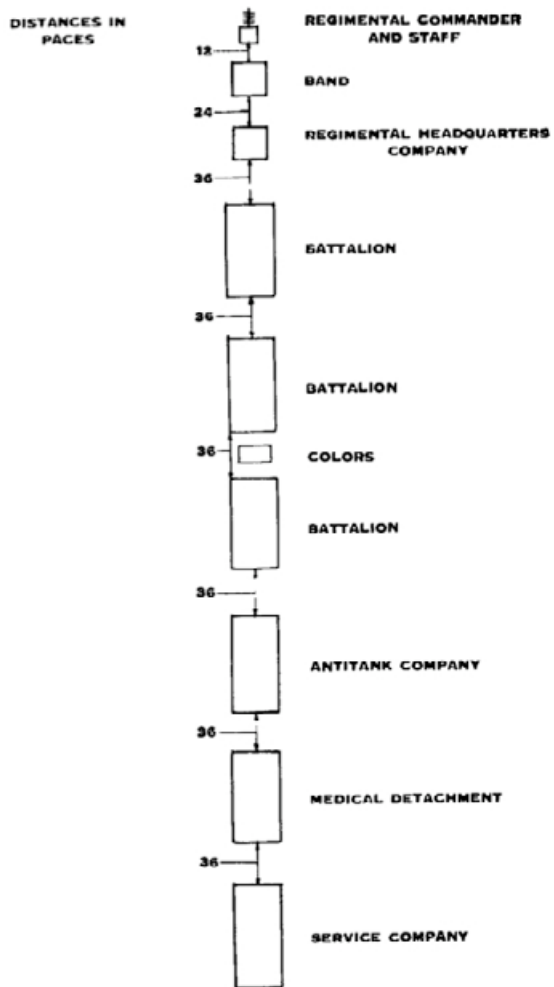 DISTANCES IN
PACES
REGIMENTAL COMMANDER
AND STAFF
12
BAND
24
REGIMENTAL HEADQUARTERS
COMPANY
36
BATTALION
36
BATTALION
36
COLORS
BATTALION
36
ANTITANK COMPANY
36
MEDICAL DETACHMENT
36
SERVICE COMPANY